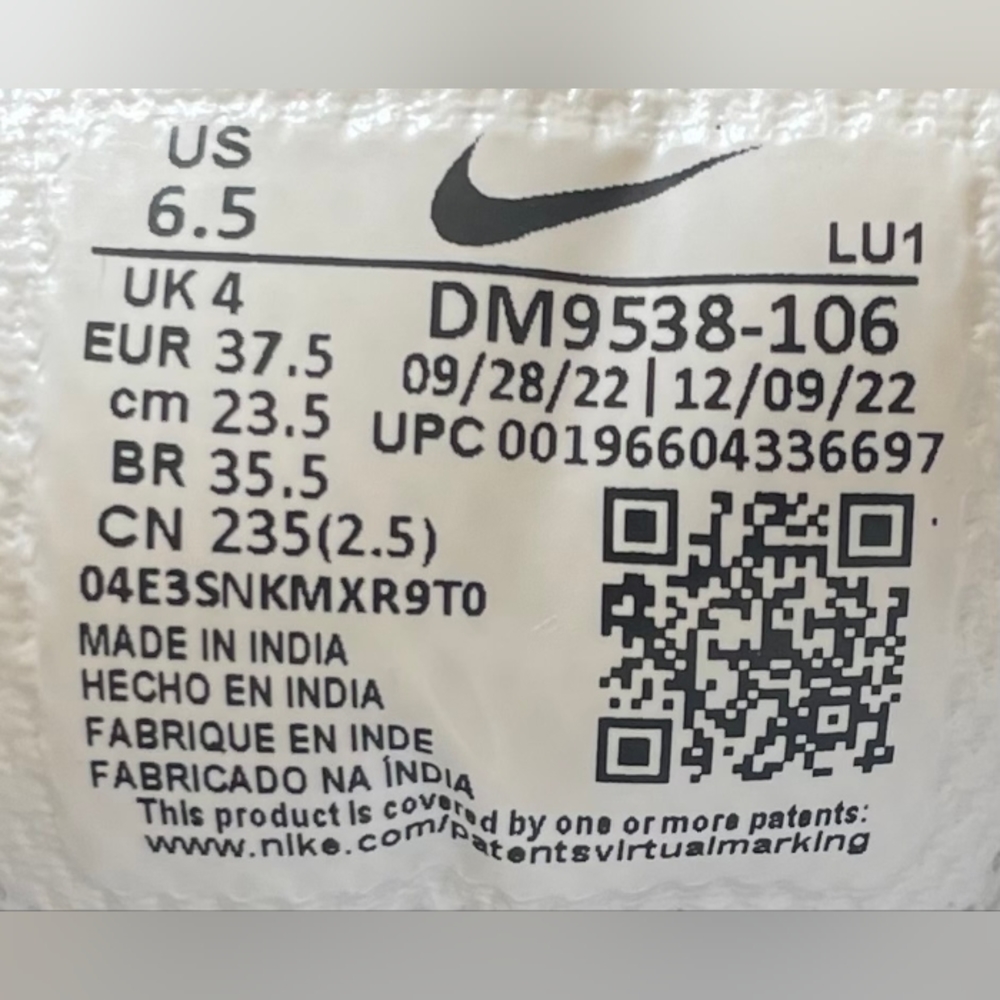 US
6.5
LU1
UK 4
EUR 37.5
cm 23.5
BR 35.5
CN 235(2.5)
04E3SNKMXR9T0
MADE IN INDIA
HECHO EN INDIA
FABRIQUE EN INDE
FABRICADO NA ÍNDIA
DM9538-106
09/28/22 | 12/09/22
UPC 00196604336697
This product is covered by one or more patents:
www.nike.com/patentsvirtualmarking